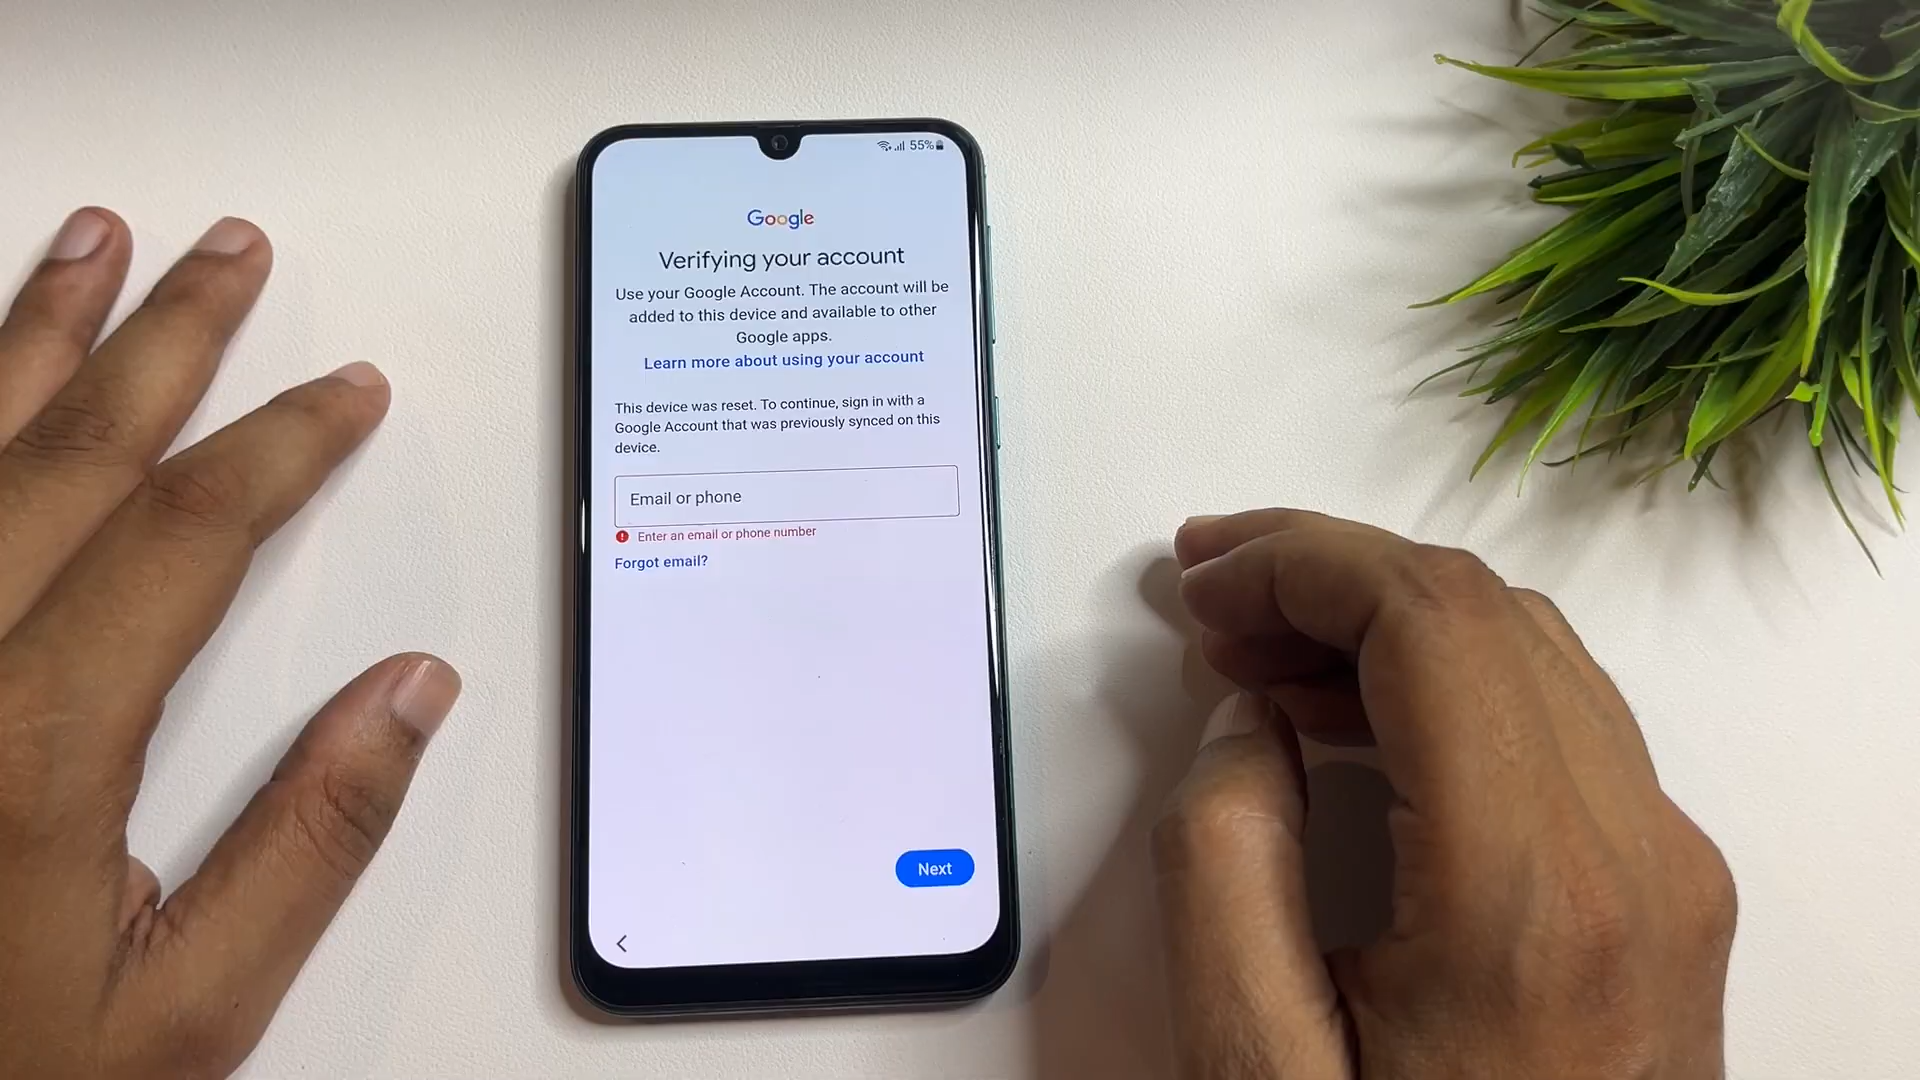 55%
Google
Verifying your account
Use your Google Account. The account will be
added to this device and available to other
Google apps.
Learn more about using your account
This device was reset. To continue, sign in with a
Google Account that was previously synced on this
device.
Email or phone
Enter an email or phone number
Forgot email?
Next